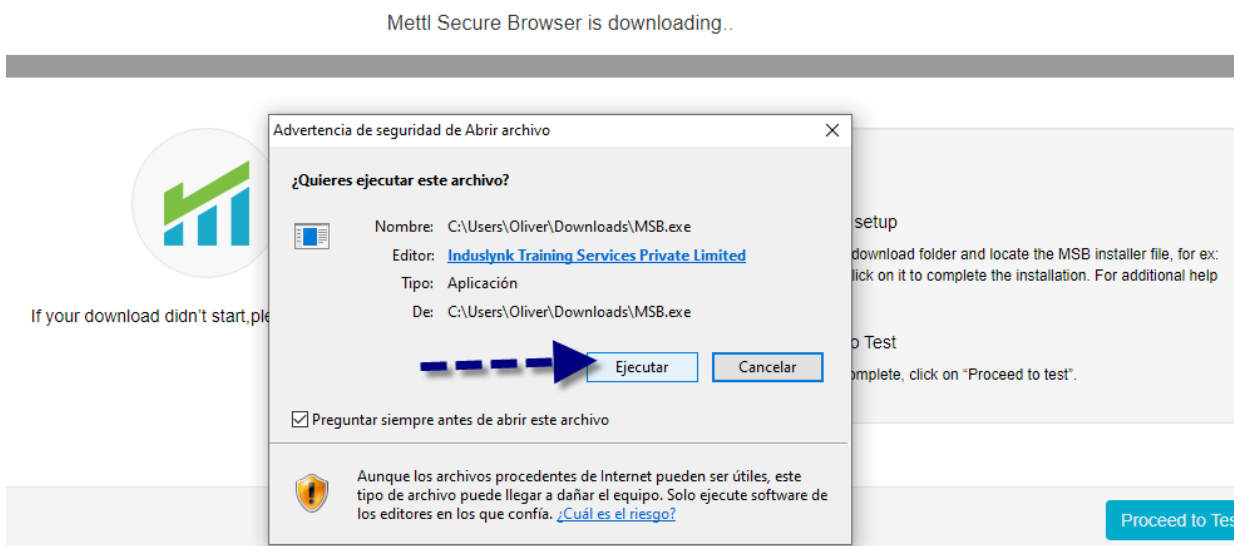 Mettl Secure Browser is downloading..
Advertencia de seguridad de Abrir archivo
¿Quieres ejecutar este archivo?
Nombre: C:\Users\Oliver\Downloads\MSB.exe
Editor: Induslynk Training Services Private Limited
Tipo: Aplicación
De: C:\Users\Oliver\Downloads\MSB.exe
Ejecutar
Cancelar
Preguntar siempre antes de abrir este archivo
Aunque los archivos procedentes de Internet pueden ser útiles, este
tipo de archivo puede llegar a dañar el equipo. Solo ejecute software de
los editores en los que confía. ¿Cuál es el riesgo?
If your download didn't start,
setup
download folder and locate the MSB installer file, for ex:
click on it to complete the installation. For additional help
Test
complete, click on “Proceed to test”.
Proceed to